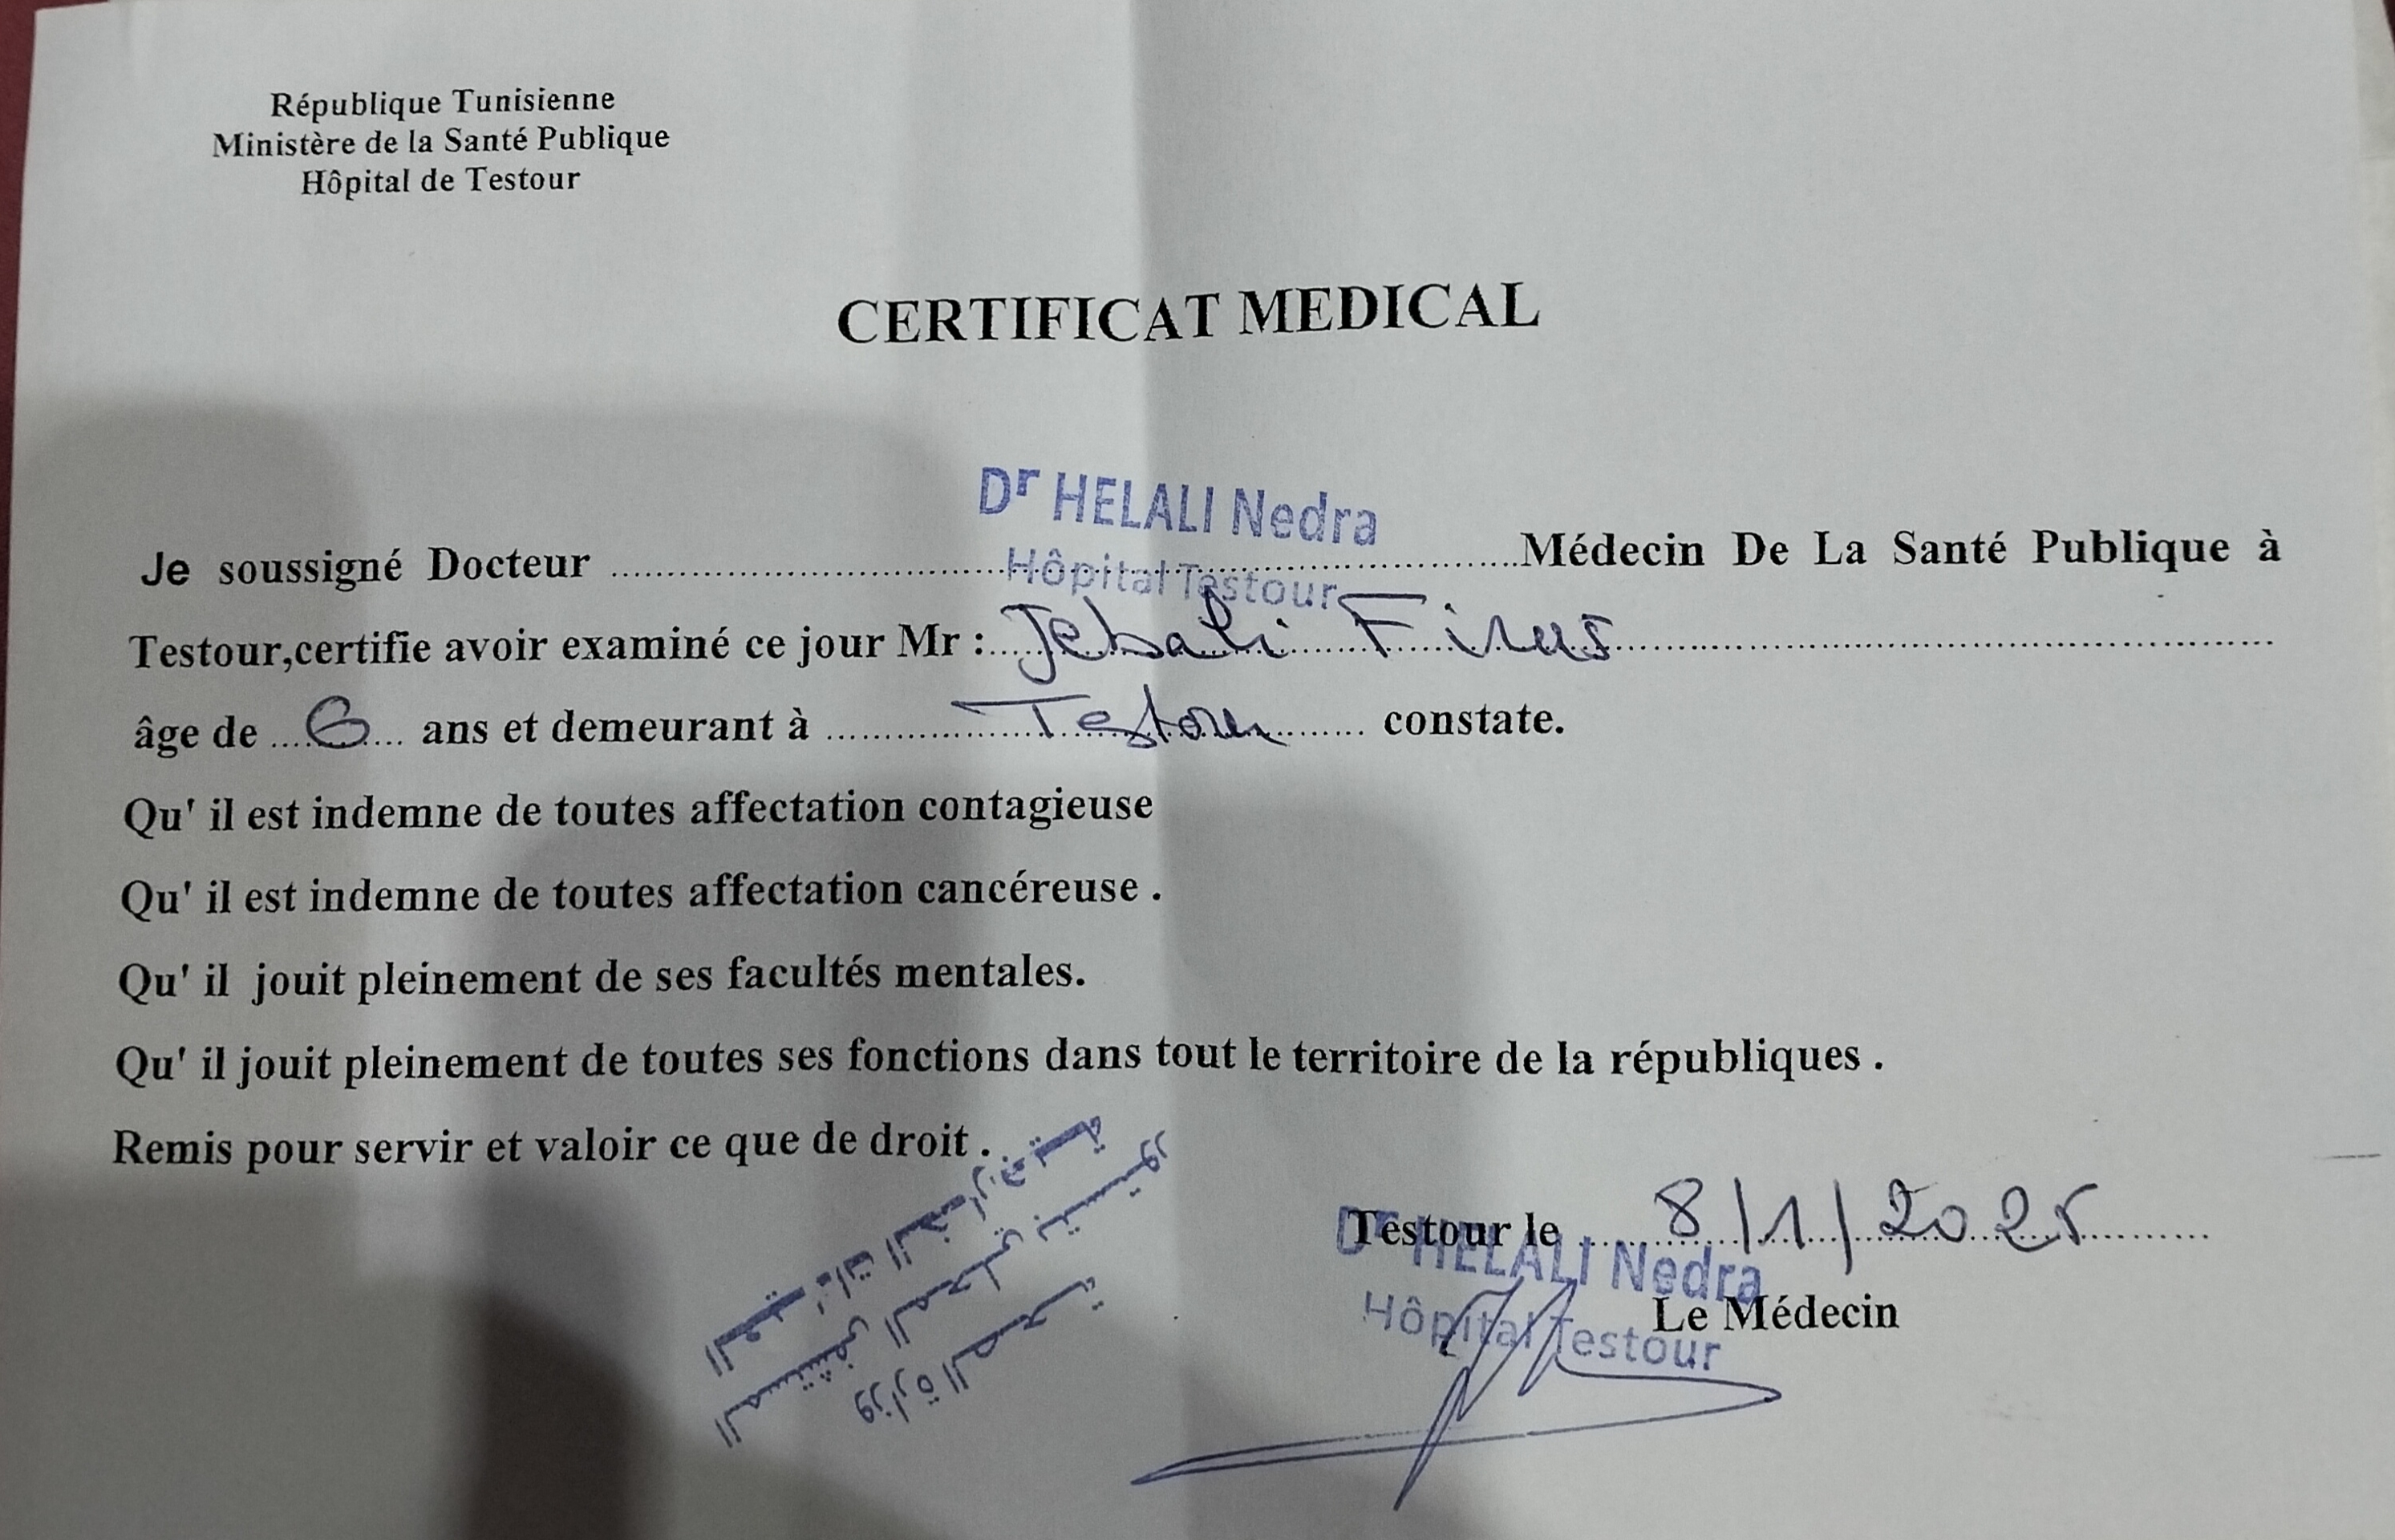 République Tunisienne
Ministère de la Santé Publique
Hôpital de Testour
CERTIFICAT MEDICAL
Dr HELALI Nedra
Hôpital Testour
Je soussigné Docteur ........................ Médecin De La Santé Publique à
Testour,certifie avoir examiné ce jour Mr : Jebali
âge de 6 ans et demeurant à Testour constate.
Qu' il est indemne de toutes affectation contagieuse
Qu' il est indemne de toutes affectation cancéreuse .
Qu' il jouit pleinement de ses facultés mentales.
Qu' il jouit pleinement de toutes ses fonctions dans tout le territoire de la républiques .
Remis pour servir et valoir ce que de droit .
Testour le 8/1/2025
Dr HELALI Nedra
Le Médecin
Hôpital Testour
وزارة الصحة
المستشفى المحلي بتستور